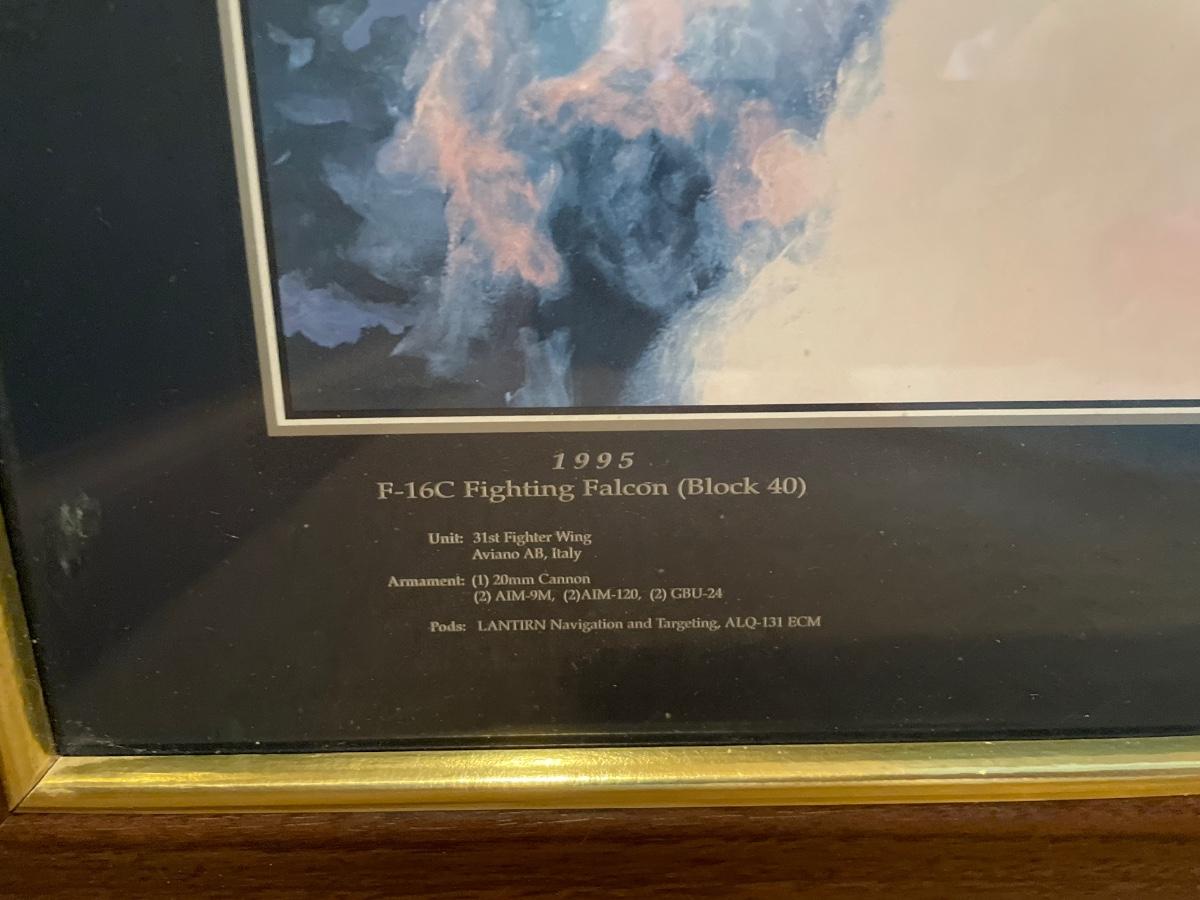 1995
F-16C Fighting Falcon (Block 40)
Unit: 31st Fighter Wing
Aviano AB, Italy
Armament: (1) 20mm Cannon
(2) AIM-9M, (2)AIM-120, (2) GBU-24
Pods: LANTIRN Navigation and Targeting, ALQ-131 ECM